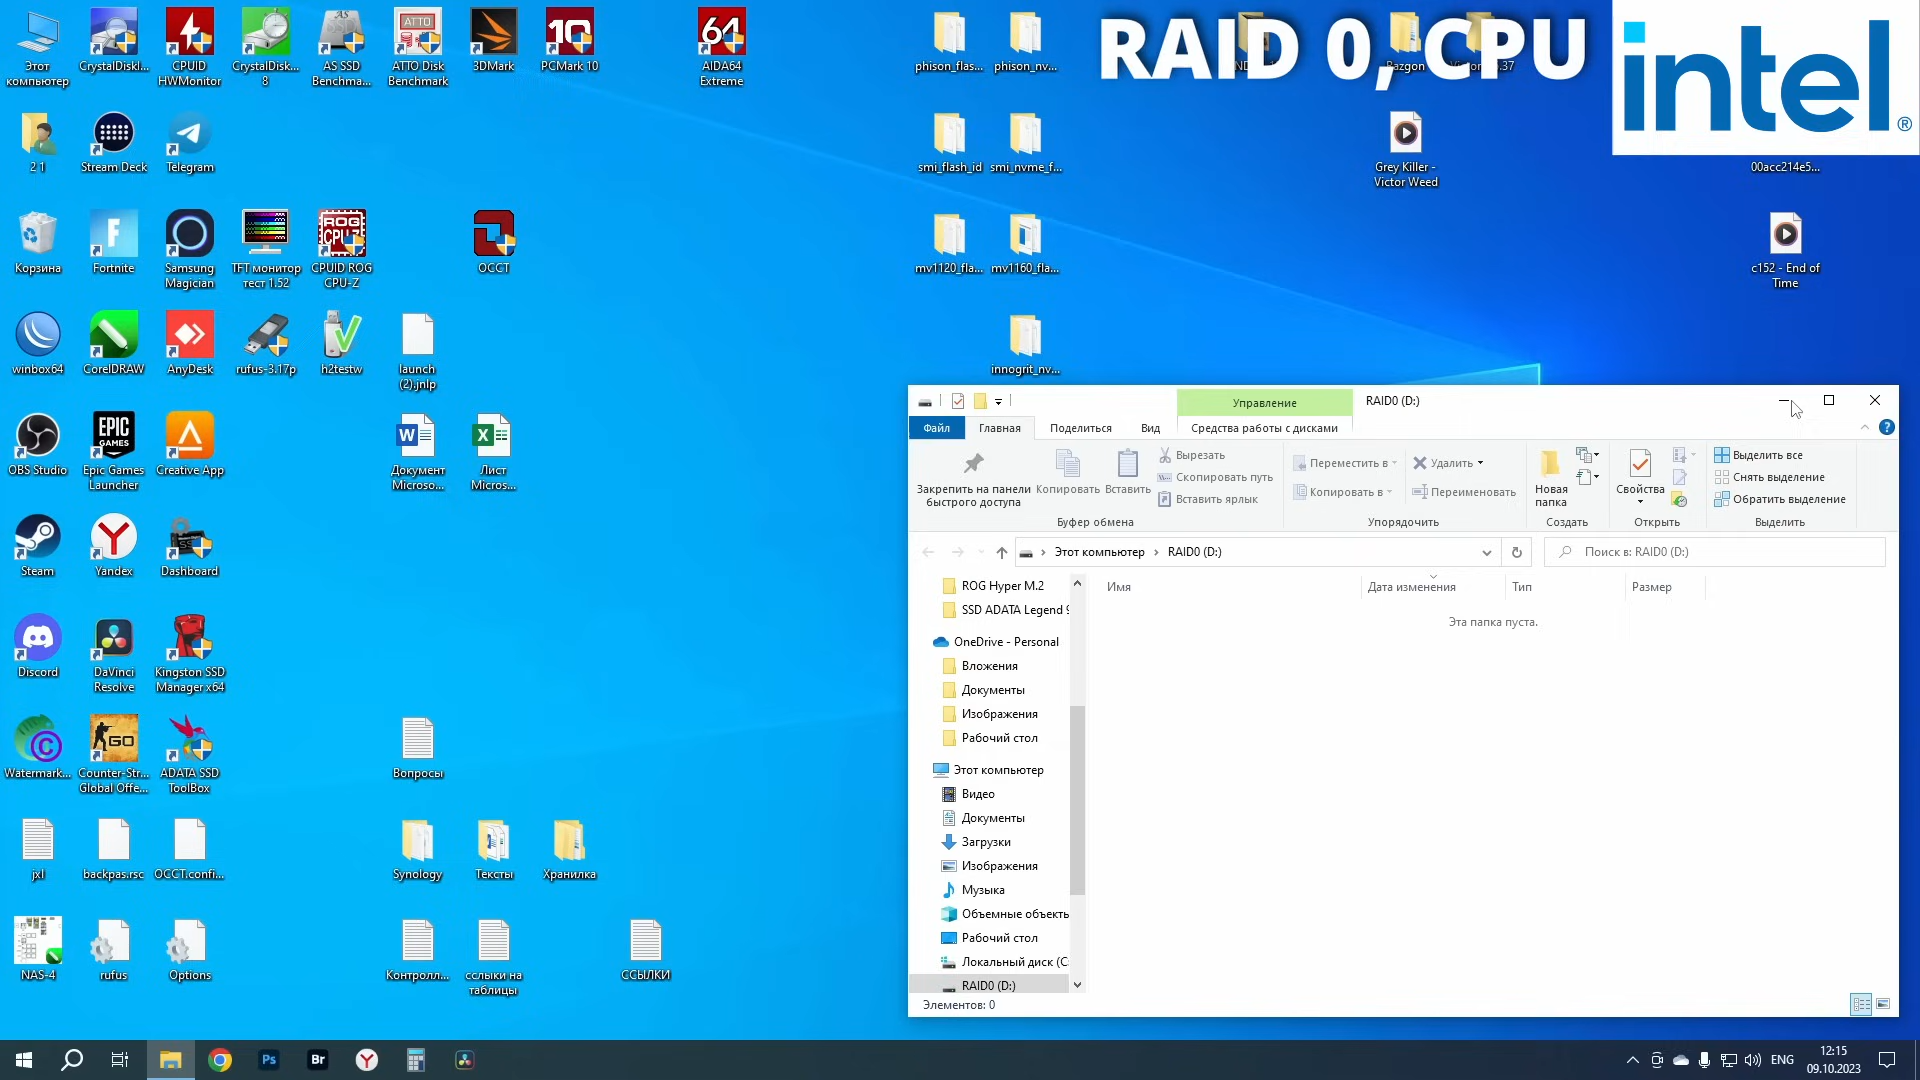 RAID 0, CPU
intel®
Этот
компьютер
CrystalDiskI...
CPUID
HWMonitor
CrystalDisk...
8
AS SSD
Benchma...
ATTO Disk
Benchmark
3DMark
PCMark 10
AIDA64
Extreme
phison_flas...
phison_nv...
2 1
Stream Deck
Telegram
smi_flash_id
smi_nvme_f...
Grey Killer -
Victor Weed
00acc214e5...
Корзина
Fortnite
Samsung
Magician
TFT монитор
тест 1.52
CPUID ROG
CPU-Z
OCCT
mv1120_fla...
mv1160_fla...
c152 - End of
Time
winbox64
CorelDRAW
AnyDesk
rufus-3.17p
h2testw
launch
(2).jnlp
innogrit_nv...
OBS Studio
Epic Games
Launcher
Creative App
Документ
Microso...
Лист
Micros...
Steam
Yandex
Dashboard
Discord
DaVinci
Resolve
Kingston SSD
Manager x64
Watermark...
Counter-Str...
Global Offe...
ADATA SSD
ToolBox
Вопросы
jxl
backpas.rsc
OCCT.confi...
Synology
Тексты
Хранилка
NAS-4
rufus
Options
Контролл...
сслыки на
таблицы
ССЫЛКИ
Управление
RAID0 (D:)
Файл
Главная
Поделиться
Вид
Средства работы с дисками
Закрепить на панели
быстрого доступа
Копировать
Вставить
Вырезать
Скопировать путь
Вставить ярлык
Буфер обмена
Переместить в
Копировать в
Удалить
Переименовать
Упорядочить
Новая
папка
Создать
Свойства
Открыть
Выделить все
Снять выделение
Обратить выделение
Выделить
Этот компьютер
RAID0 (D:)
Поиск в: RAID0 (D:)
Имя
Дата изменения
Тип
Размер
Эта папка пуста.
ROG Hyper M.2
SSD ADATA Legend 9
OneDrive - Personal
Вложения
Документы
Изображения
Рабочий стол
Этот компьютер
Видео
Документы
Загрузки
Изображения
Музыка
Объемные объекть
Рабочий стол
Локальный диск (C:
RAID0 (D:)
Элементов: 0
ENG
12:15
09.10.2023